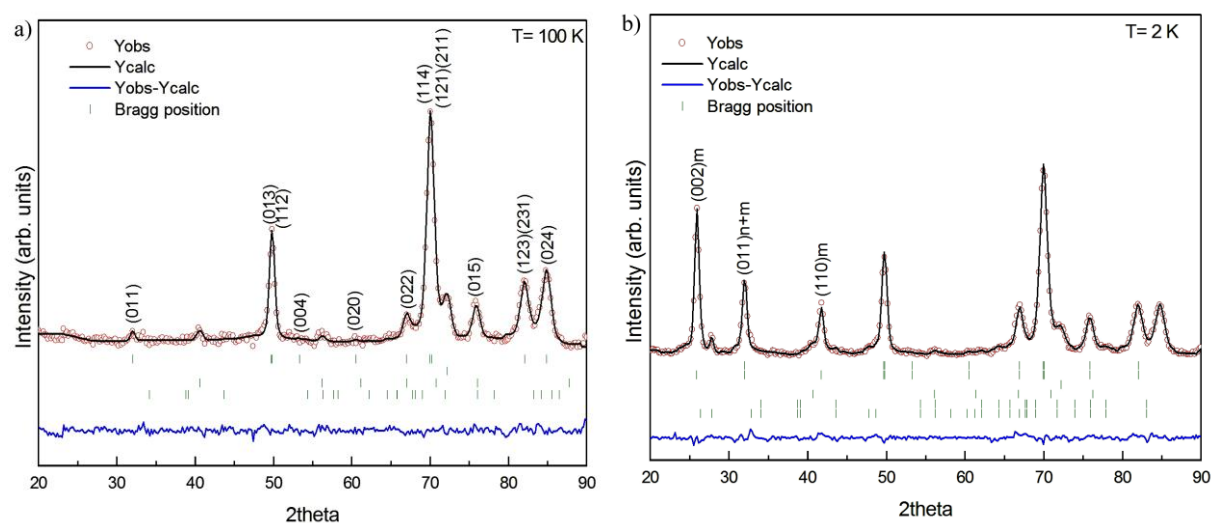 a)
T= 100 K
Yobs
Ycalc
Yobs-Ycalc
Bragg position
(011)
(013)
(112)
(004)
(020)
(022)
(114)
(121)(211)
(015)
(123)(231)
(024)
Intensity (arb. units)
20 30 40 50 60 70 80 90
2theta
b)
T= 2 K
Yobs
Ycalc
Yobs-Ycalc
Bragg position
(002)m
(011)n+m
(110)m
Intensity (arb. units)
20 30 40 50 60 70 80 90
2theta